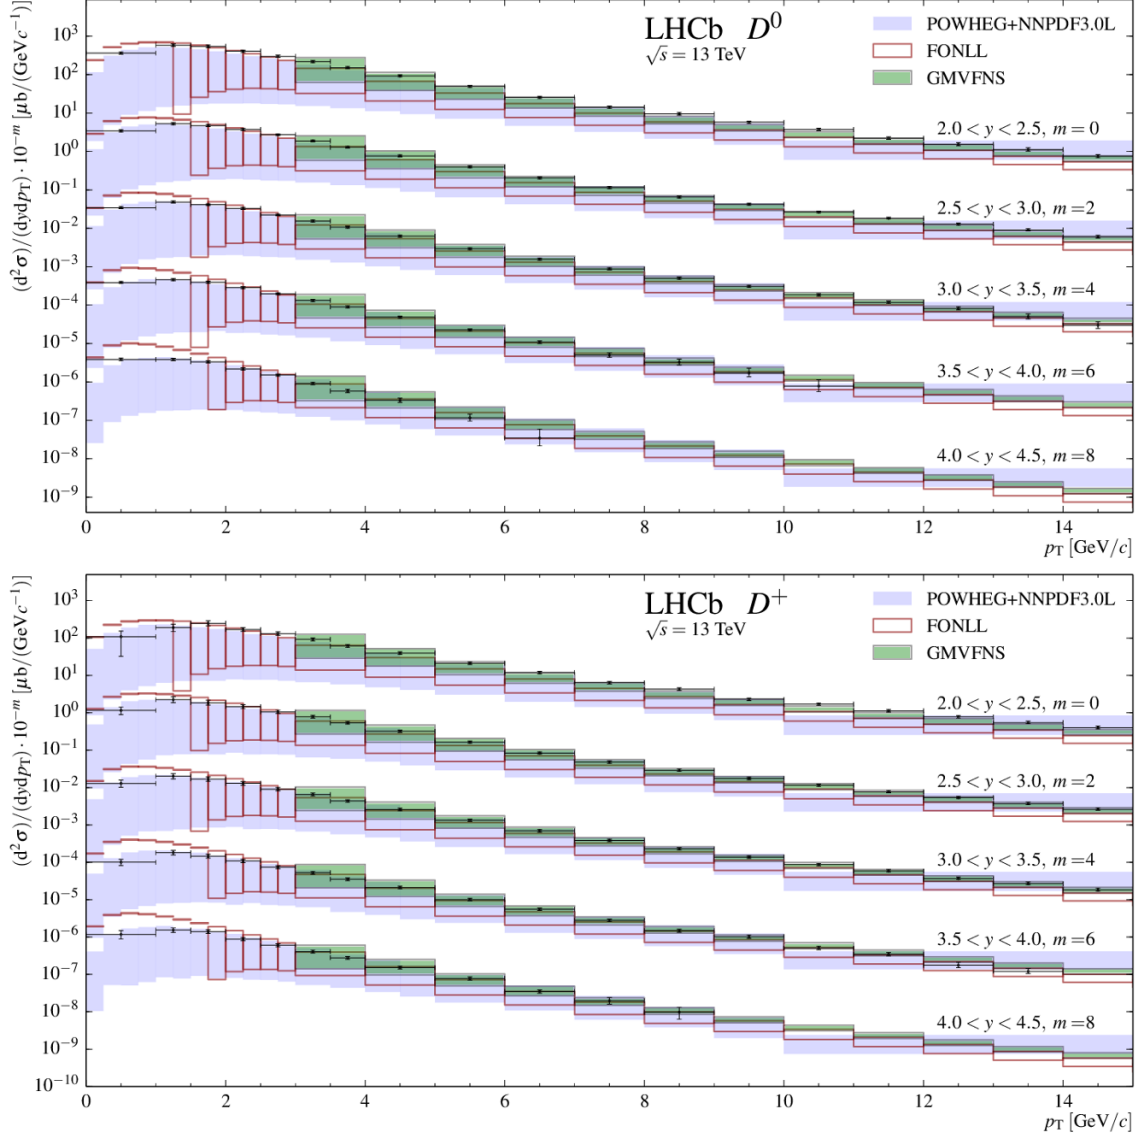 LHCb D⁰
√s = 13 TeV
POWHEG+NNPDF3.0L
FONLL
GMVFNS
(d²σ)/(dydp_T)·10⁻ᵐ [μb/(GeVc⁻¹)]
10³
10²
10¹
10⁰
10⁻¹
10⁻²
10⁻³
10⁻⁴
10⁻⁵
10⁻⁶
10⁻⁷
10⁻⁸
10⁻⁹
2.0 < y < 2.5, m = 0
2.5 < y < 3.0, m = 2
3.0 < y < 3.5, m = 4
3.5 < y < 4.0, m = 6
4.0 < y < 4.5, m = 8
0 2 4 6 8 10 12 14
p_T [GeV/c]
LHCb D⁺
√s = 13 TeV
POWHEG+NNPDF3.0L
FONLL
GMVFNS
(d²σ)/(dydp_T)·10⁻ᵐ [μb/(GeVc⁻¹)]
10³
10²
10¹
10⁰
10⁻¹
10⁻²
10⁻³
10⁻⁴
10⁻⁵
10⁻⁶
10⁻⁷
10⁻⁸
10⁻⁹
10⁻¹⁰
2.0 < y < 2.5, m = 0
2.5 < y < 3.0, m = 2
3.0 < y < 3.5, m = 4
3.5 < y < 4.0, m = 6
4.0 < y < 4.5, m = 8
0 2 4 6 8 10 12 14
p_T [GeV/c]